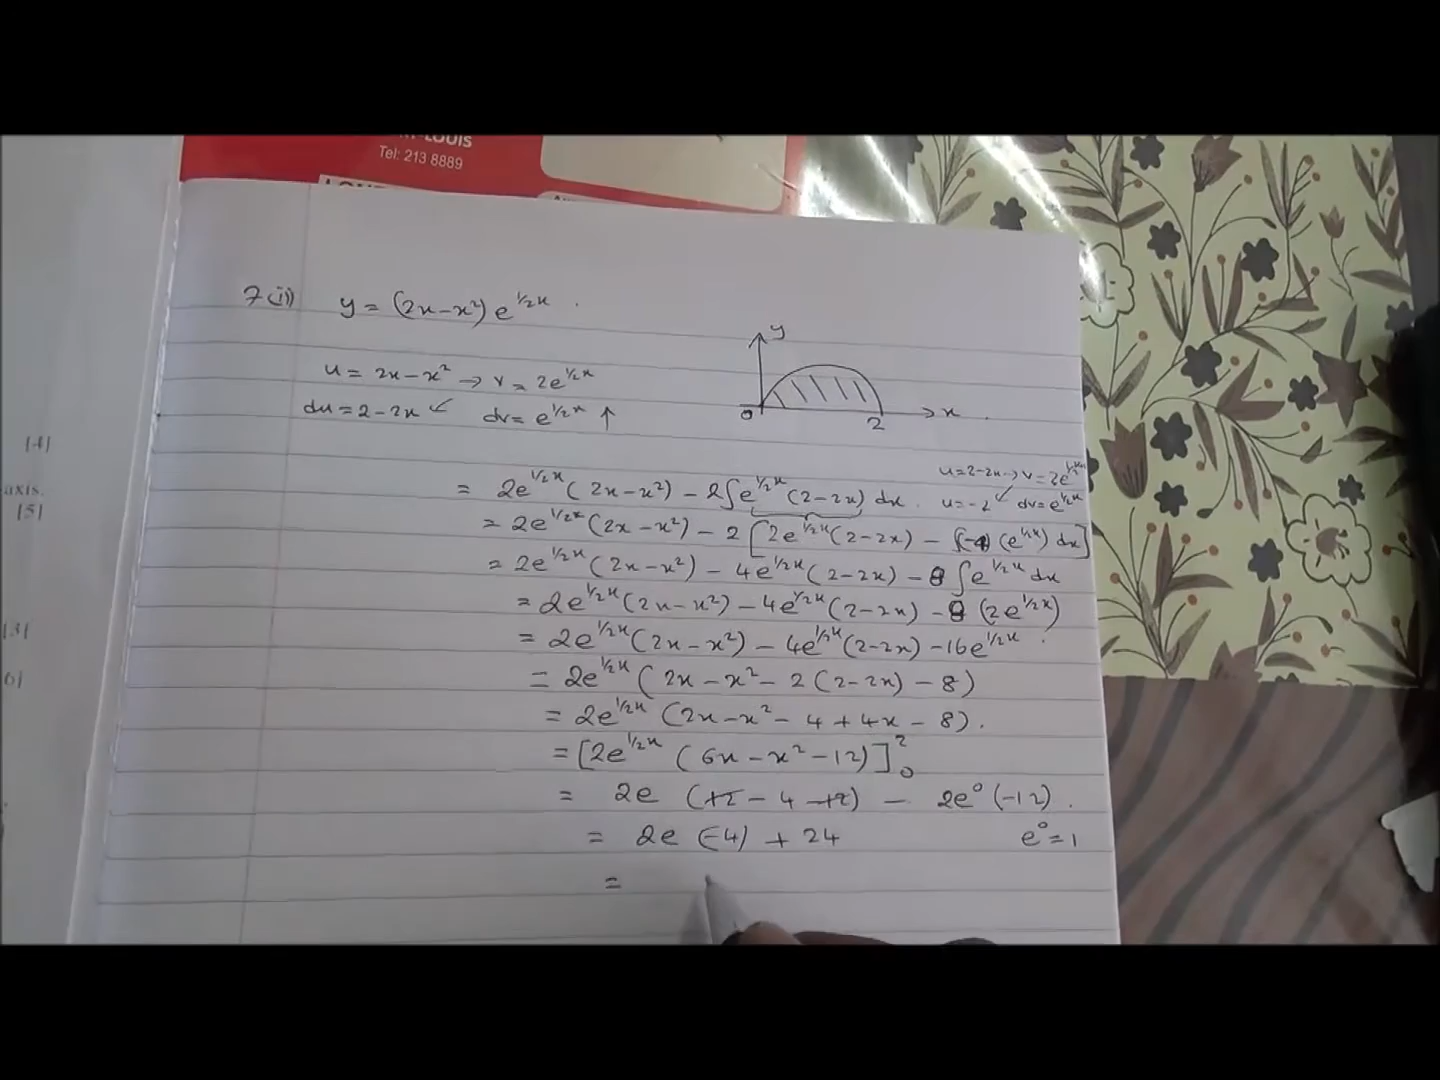 LOUIS
Tel: 213 8889
7(ii) y = (2x-x²) e^1/2x .
y
u = 2x-x² → v = 2e^1/2x
du = 2-2x ↙ dv = e^1/2x ↑
0 2 x
[4]
axis.
[5]
u=2-2x → v=2e^1/2x
= 2e^1/2x (2x-x²) - 2∫e^1/2x (2-2x) dx . u=-2 ↙ dv=e^1/2x
= 2e^1/2x (2x-x²) - 2 [2e^1/2x (2-2x) - ∫-4 (e^1/2x) dx]
= 2e^1/2x (2x-x²) - 4e^1/2x (2-2x) - 8 ∫e^1/2x dx
= 2e^1/2x (2x-x²) - 4e^1/2x (2-2x) - 8 (2e^1/2x)
[3]
= 2e^1/2x (2x-x²) - 4e^1/2x (2-2x) -16e^1/2x .
6]
= 2e^1/2x (2x-x² - 2 (2-2x) - 8)
= 2e^1/2x (2x-x² - 4 + 4x - 8) .
= [2e^1/2x (6x-x²-12)]²₀
= 2e (12 - 4 -12) - 2e° (-12) .
= 2e (-4) + 24 e° = 1
=